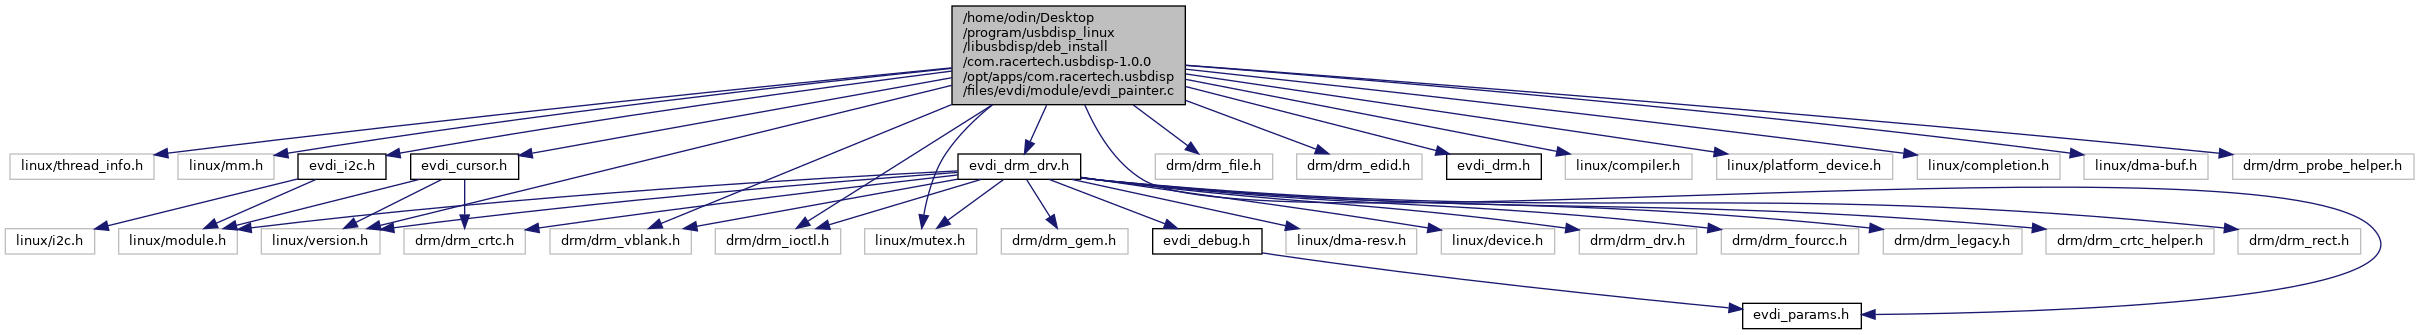 /home/odin/Desktop
/program/usbdisp_linux
/libusbdisp/deb_install
/com.racertech.usbdisp-1.0.0
/opt/apps/com.racertech.usbdisp
/files/evdi/module/evdi_painter.c
linux/thread_info.h
linux/mm.h
evdi_i2c.h
evdi_cursor.h
evdi_drm_drv.h
drm/drm_file.h
drm/drm_edid.h
evdi_drm.h
linux/compiler.h
linux/platform_device.h
linux/completion.h
linux/dma-buf.h
drm/drm_probe_helper.h
linux/i2c.h
linux/module.h
linux/version.h
drm/drm_crtc.h
drm/drm_vblank.h
drm/drm_ioctl.h
linux/mutex.h
drm/drm_gem.h
evdi_debug.h
linux/dma-resv.h
linux/device.h
drm/drm_drv.h
drm/drm_fourcc.h
drm/drm_legacy.h
drm/drm_crtc_helper.h
drm/drm_rect.h
evdi_params.h